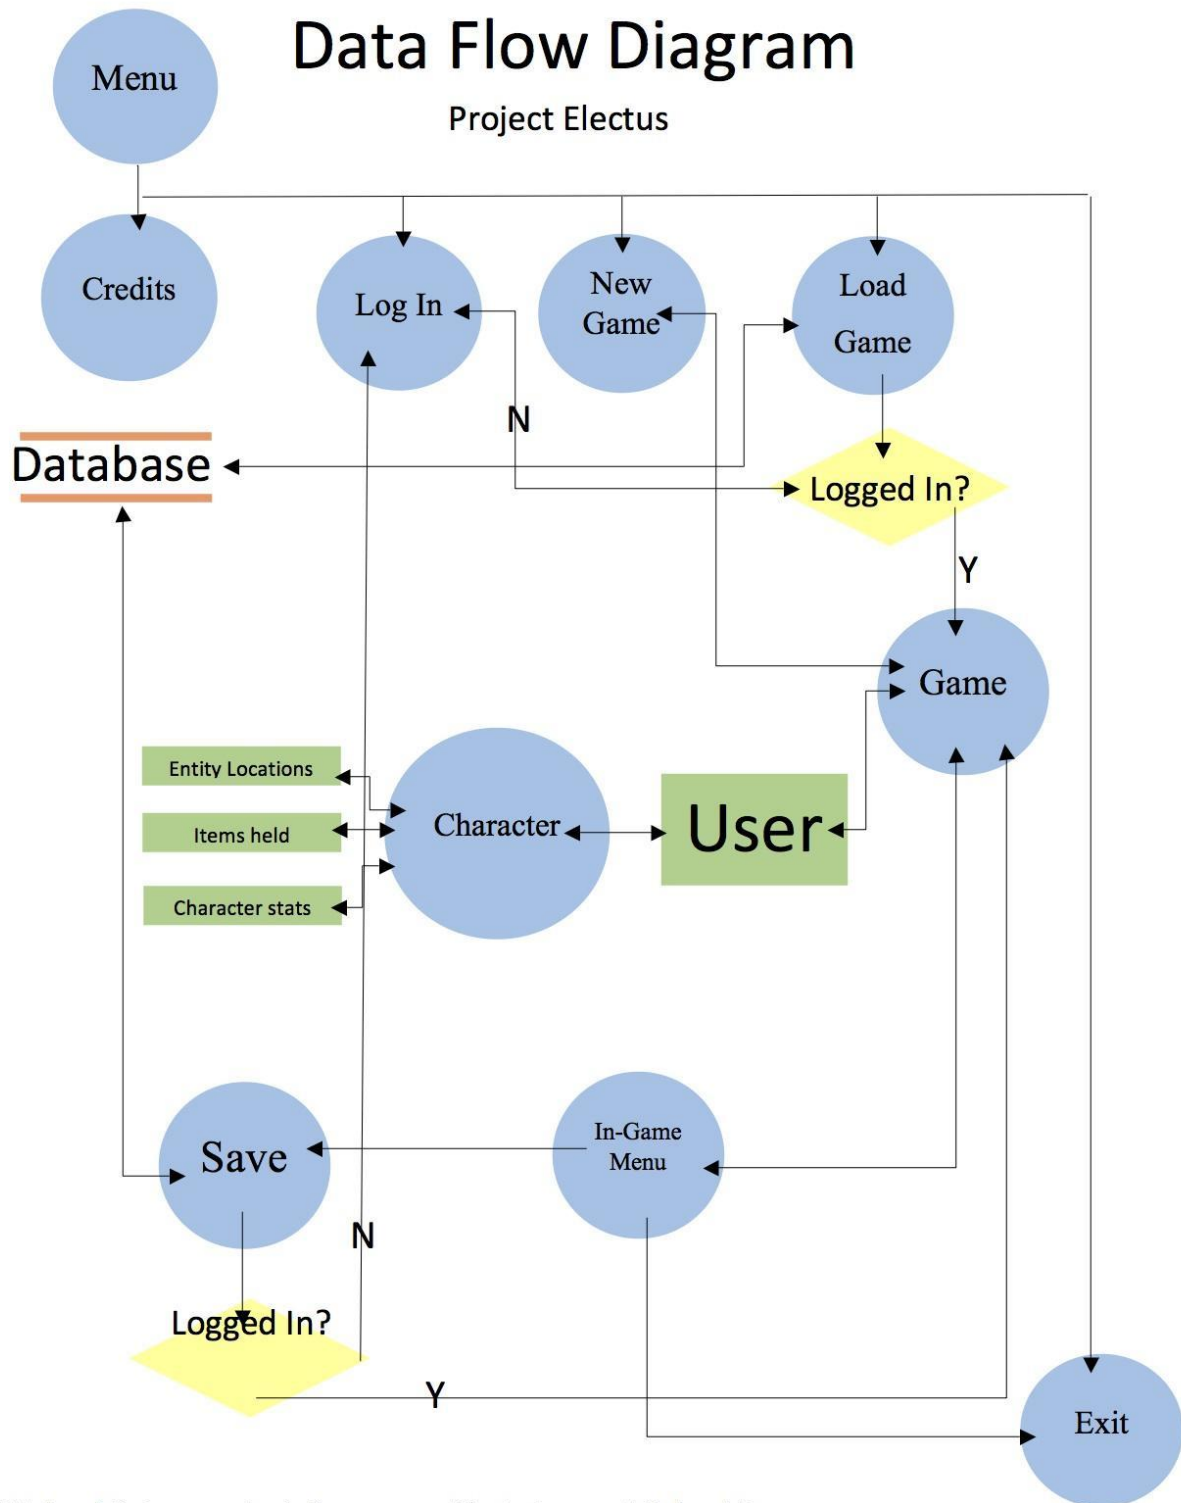 Data Flow Diagram
Project Electus
Menu
Credits
Log In
New
Game
Load
Game
N
Database
Logged In?
Y
Game
Entity Locations
Items held
Character stats
Character
User
Save
In-Game
Menu
N
Logged In?
Y
Exit